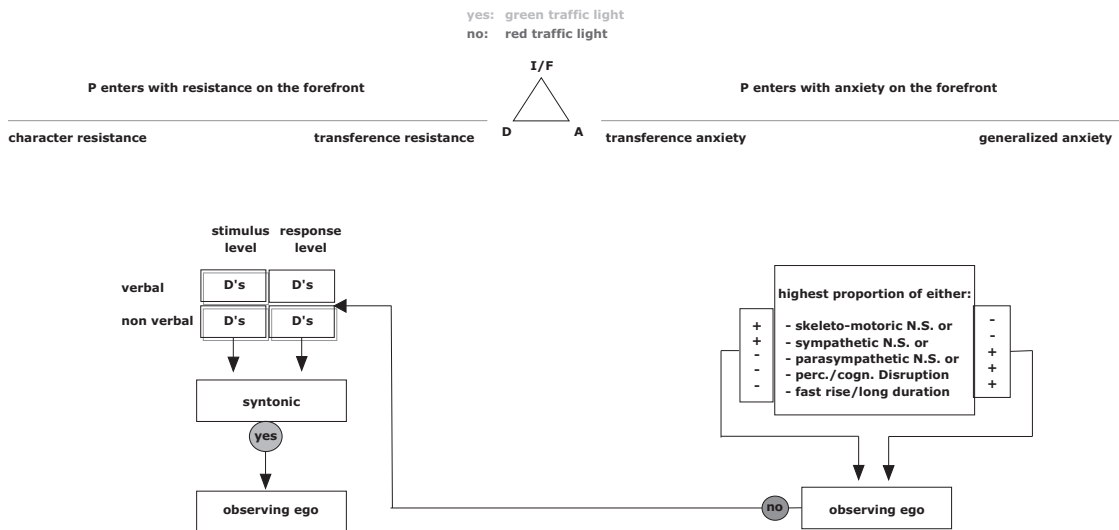 yes: green traffic light
no: red traffic light
I/F
P enters with resistance on the forefront
P enters with anxiety on the forefront
D A
character resistance
transference resistance
transference anxiety
generalized anxiety
stimulus level
response level
verbal
D's
D's
non verbal
D's
D's
syntonic
yes
observing ego
highest proportion of either:
- skeleto-motoric N.S. or
- sympathetic N.S. or
- parasympathetic N.S. or
- perc./cogn. Disruption
- fast rise/long duration
+
+
-
-
-
-
-
+
+
+
no
observing ego